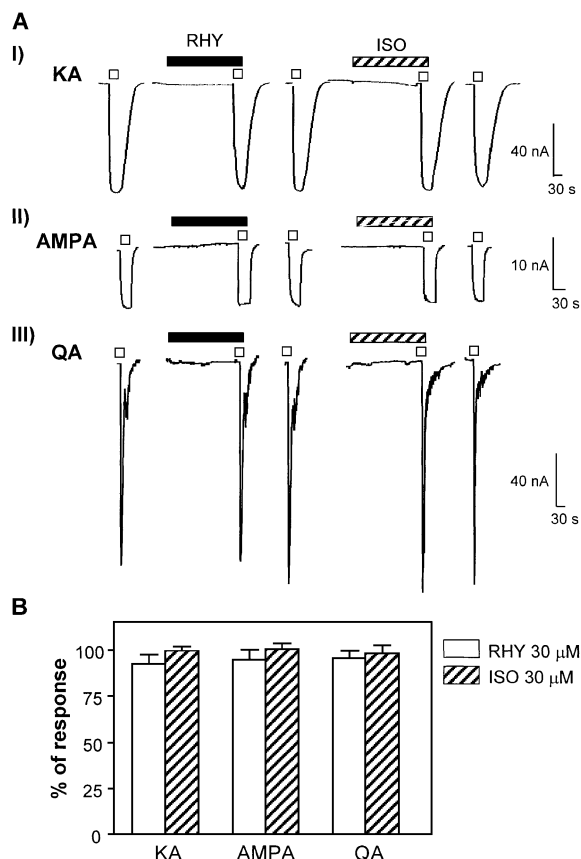 A
I)
RHY
ISO
KA
40 nA
30 s
II)
AMPA
10 nA
30 s
III)
QA
40 nA
30 s
B
% of response
100
75
50
25
0
KA
AMPA
QA
RHY 30 μM
ISO 30 μM